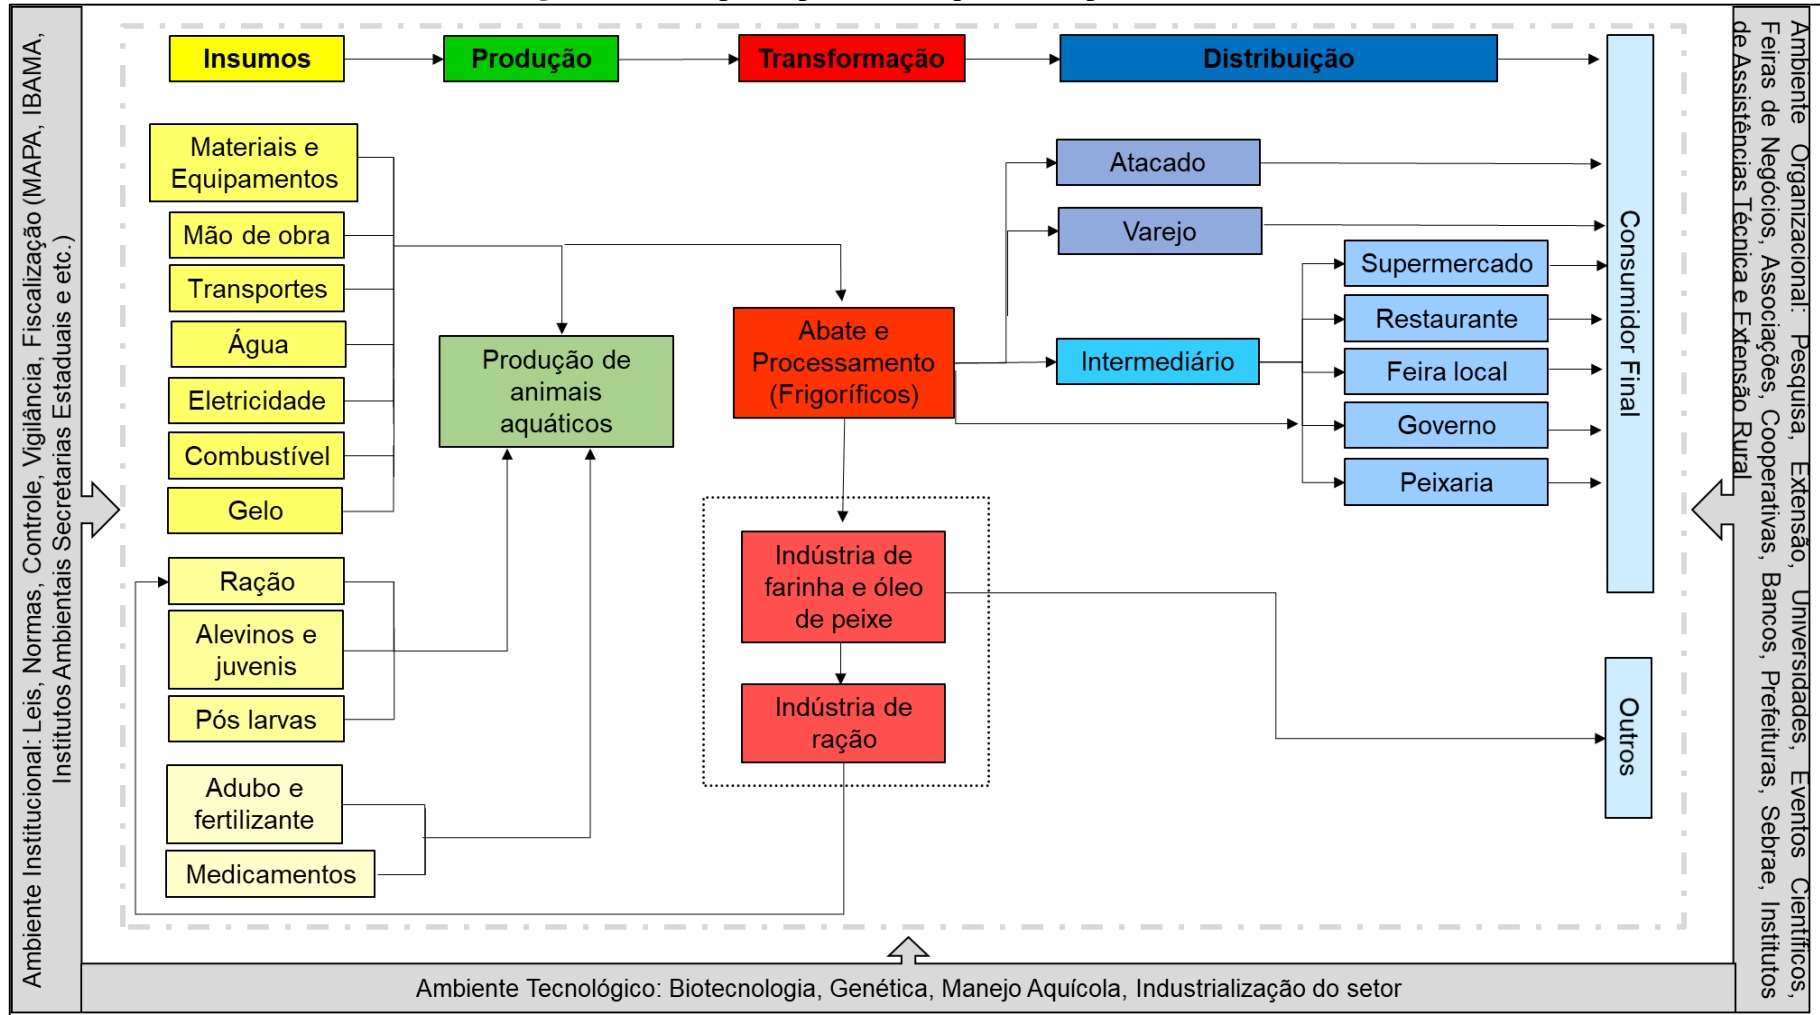 Insumos
Produção
Transformação
Distribuição
Materiais e
Equipamentos
Mão de obra
Transportes
Água
Eletricidade
Combustível
Gelo
Ração
Alevinos e
juvenis
Pós larvas
Adubo e
fertilizante
Medicamentos
Produção de
animais
aquáticos
Abate e
Processamento
(Frigoríficos)
Indústria de
farinha e óleo
de peixe
Indústria de
ração
Atacado
Varejo
Intermediário
Supermercado
Restaurante
Feira local
Governo
Peixaria
Consumidor Final
Outros
Ambiente Institucional: Leis, Normas, Controle, Vigilância, Fiscalização (MAPA, IBAMA,
Institutos Ambientais Secretarias Estaduais e etc.)
Ambiente Organizacional: Pesquisa, Extensão, Universidades, Eventos Científicos,
Feiras de Negócios, Associações, Cooperativas, Bancos, Prefeituras, Sebrae, Institutos
de Assistências Técnica e Extensão Rural
Ambiente Tecnológico: Biotecnologia, Genética, Manejo Aquícola, Industrialização do setor